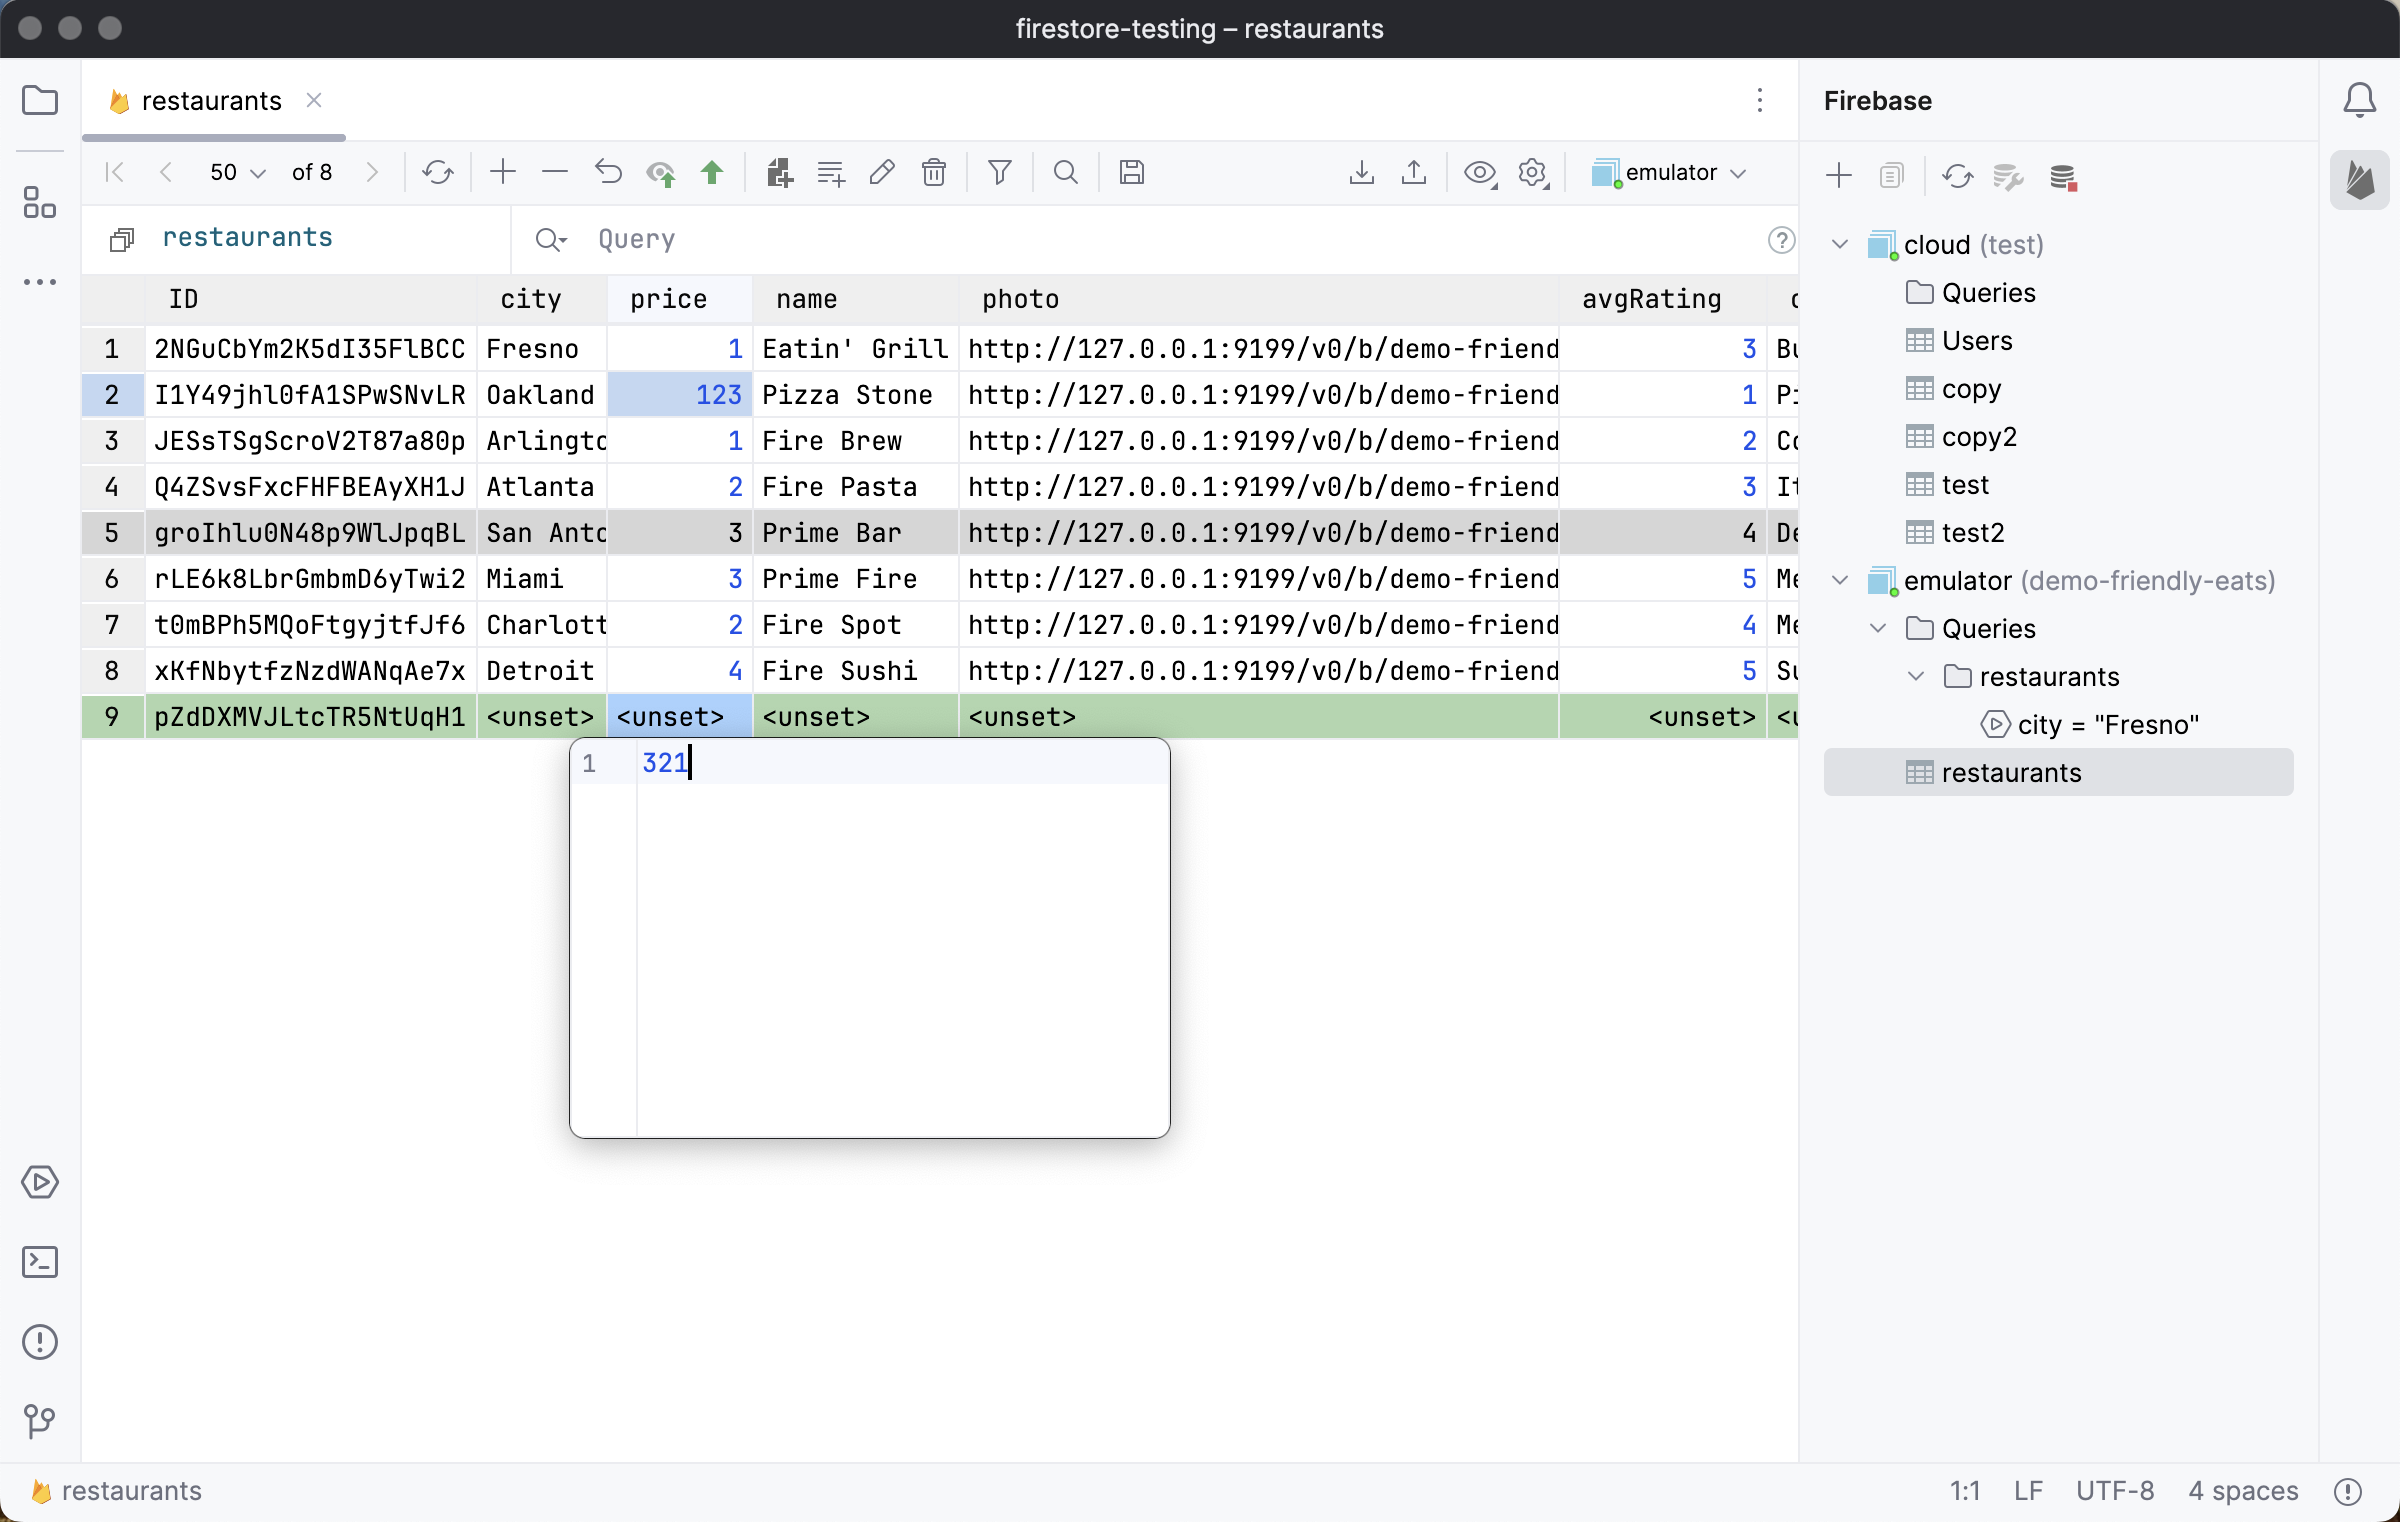 firestore-testing – restaurants
restaurants
50 of 8 emulator
restaurants Query ?
ID city price name photo avgRating
1 2NGuCbYm2K5dI35FlBCC Fresno 1 Eatin' Grill http://127.0.0.1:9199/v0/b/demo-friend 3 Bu
2 I1Y49jhl0fA1SPwSNvLR Oakland 123 Pizza Stone http://127.0.0.1:9199/v0/b/demo-friend 1 Pi
3 JESsTSgScroV2T87a80p Arlingto 1 Fire Brew http://127.0.0.1:9199/v0/b/demo-friend 2 Co
4 Q4ZSvsFxcFHFBEAyXH1J Atlanta 2 Fire Pasta http://127.0.0.1:9199/v0/b/demo-friend 3 It
5 groIhlu0N48p9WlJpqBL San Anto 3 Prime Bar http://127.0.0.1:9199/v0/b/demo-friend 4 De
6 rLE6k8LbrGmbmD6yTwi2 Miami 3 Prime Fire http://127.0.0.1:9199/v0/b/demo-friend 5 Me
7 t0mBPh5MQoFtgyjtfJf6 Charlott 2 Fire Spot http://127.0.0.1:9199/v0/b/demo-friend 4 Me
8 xKfNbytfzNzdWANqAe7x Detroit 4 Fire Sushi http://127.0.0.1:9199/v0/b/demo-friend 5 Su
9 pZdDXMVJLtcTR5NtUqH1 <unset> <unset> <unset> <unset> <unset> <u
1 321
Firebase
cloud (test)
Queries
Users
copy
copy2
test
test2
emulator (demo-friendly-eats)
Queries
restaurants
city = "Fresno"
restaurants
restaurants
1:1 LF UTF-8 4 spaces